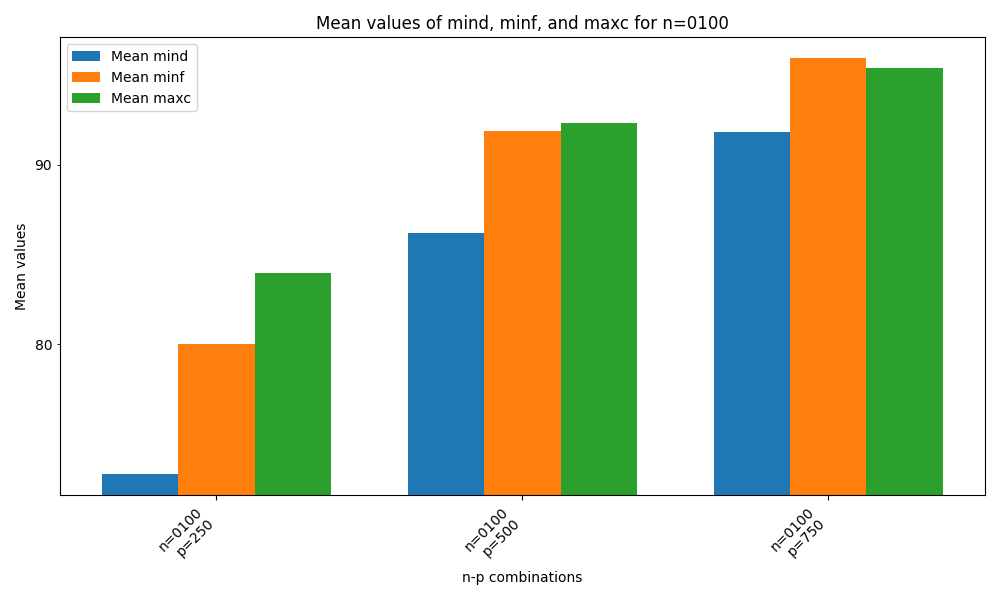 Mean values of mind, minf, and maxc for n=0100
Mean mind
Mean minf
Mean maxc
Mean values
90
80
n=0100
p=250
n=0100
p=500
n=0100
p=750
n-p combinations